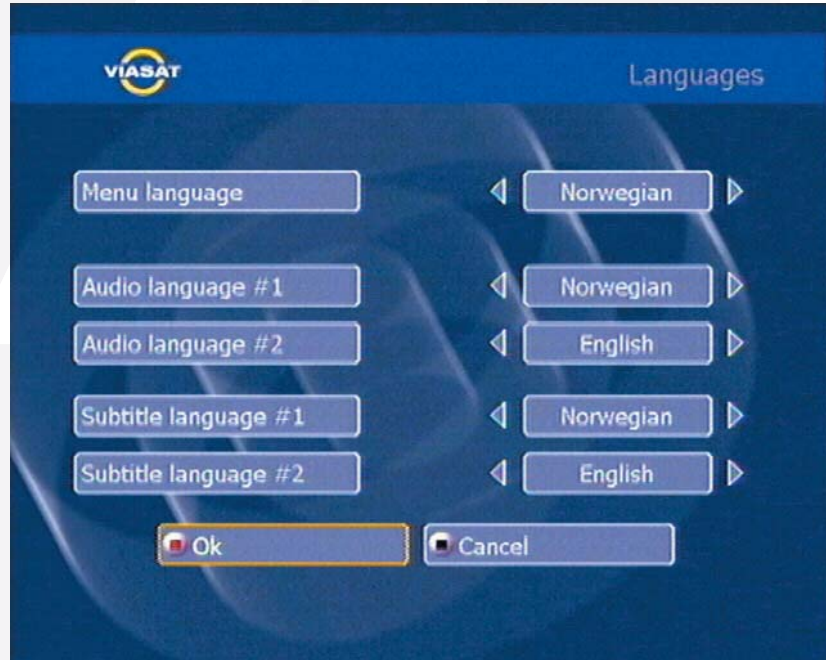 VIASAT
Languages
Menu language
Norwegian
Audio language #1
Norwegian
Audio language #2
English
Subtitle language #1
Norwegian
Subtitle language #2
English
Ok
Cancel